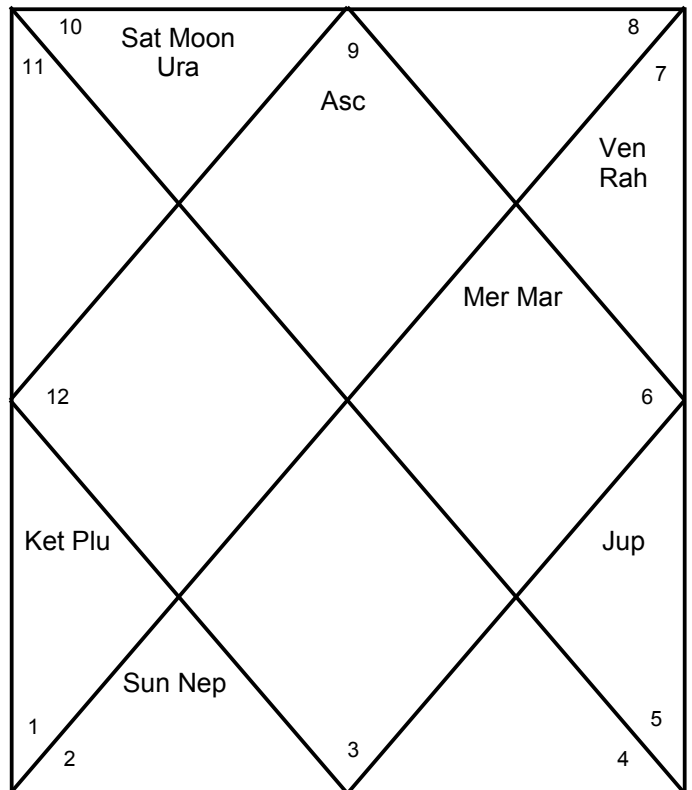 10
Sat Moon
Ura
9
8
11
7
Asc
Ven
Rah
Mer Mar
12
6
Ket Plu
Jup
Sun Nep
1
5
2
3
4